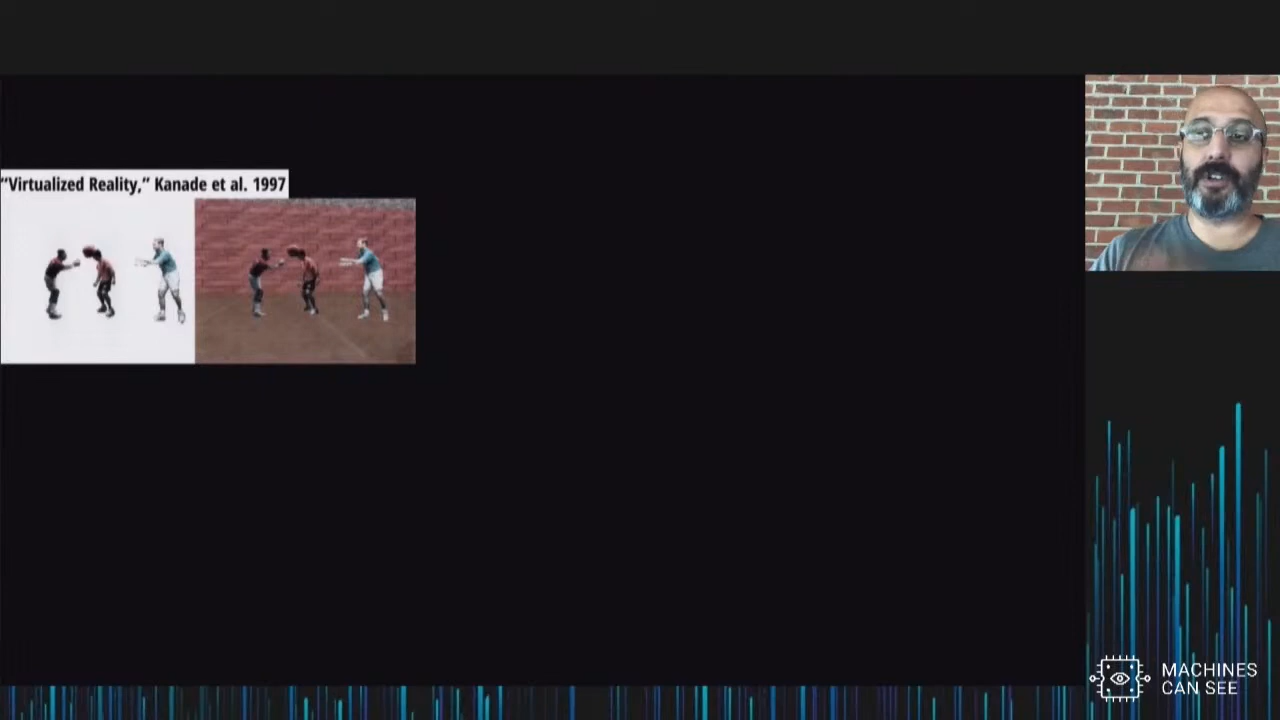 “Virtualized Reality,” Kanade et al. 1997
MACHINES
CAN SEE